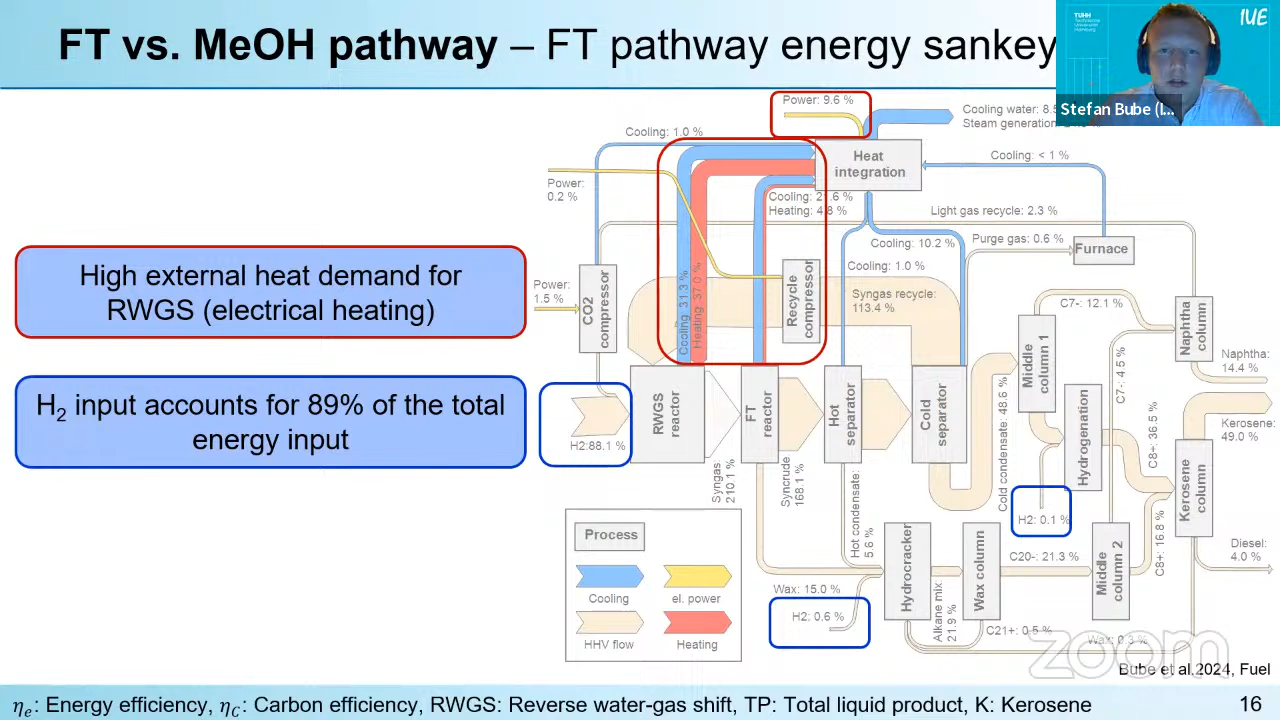 FT vs. MeOH pathway – FT pathway energy sankey
TUHH
Technische
Universität
Hamburg
IUE
Stefan Bube (I...
Power: 9.6 %
Cooling water: 8.5
Steam generation:
Cooling: 1.0 %
Heat
integration
Cooling: < 1 %
Power:
0.2 %
Cooling: 21.6 %
Heating: 4.8 %
Light gas recycle: 2.3 %
Cooling: 10.2 %
Purge gas: 0.6 %
Furnace
High external heat demand for
RWGS (electrical heating)
Power:
1.5 %
CO2
compressor
Cooling 31.3 %
Heating 37.0 %
Recycle
compressor
Cooling: 1.0 %
Syngas recycle:
113.4 %
C7-: 12.1 %
Naphtha
column
Middle
column 1
C7-: 4.5 %
Naphtha:
14.4 %
H2 input accounts for 89% of the total
energy input
H2:88.1 %
RWGS
reactor
FT
reactor
Hot
separator
Cold
separator
Cold condensate: 48.6 %
Hydrogenation
C8+: 36.5 %
Kerosene:
49.0 %
Kerosene
column
Syngas
210.1 %
Syncrude
168.1 %
Hot condensate:
5.6 %
H2: 0.1 %
Process
Cooling
el. power
HHV flow
Heating
Wax: 15.0 %
H2: 0.6 %
Hydrocracker
Alkane mix:
21.9 %
Wax column
C20-: 21.3 %
C21+: 0.5 %
Middle
column 2
C8+: 16.8 %
Diesel:
4.0 %
Wax: 0.3 %
zoom
Bube et al.2024, Fuel
ηe: Energy efficiency, ηC: Carbon efficiency, RWGS: Reverse water-gas shift, TP: Total liquid product, K: Kerosene
16